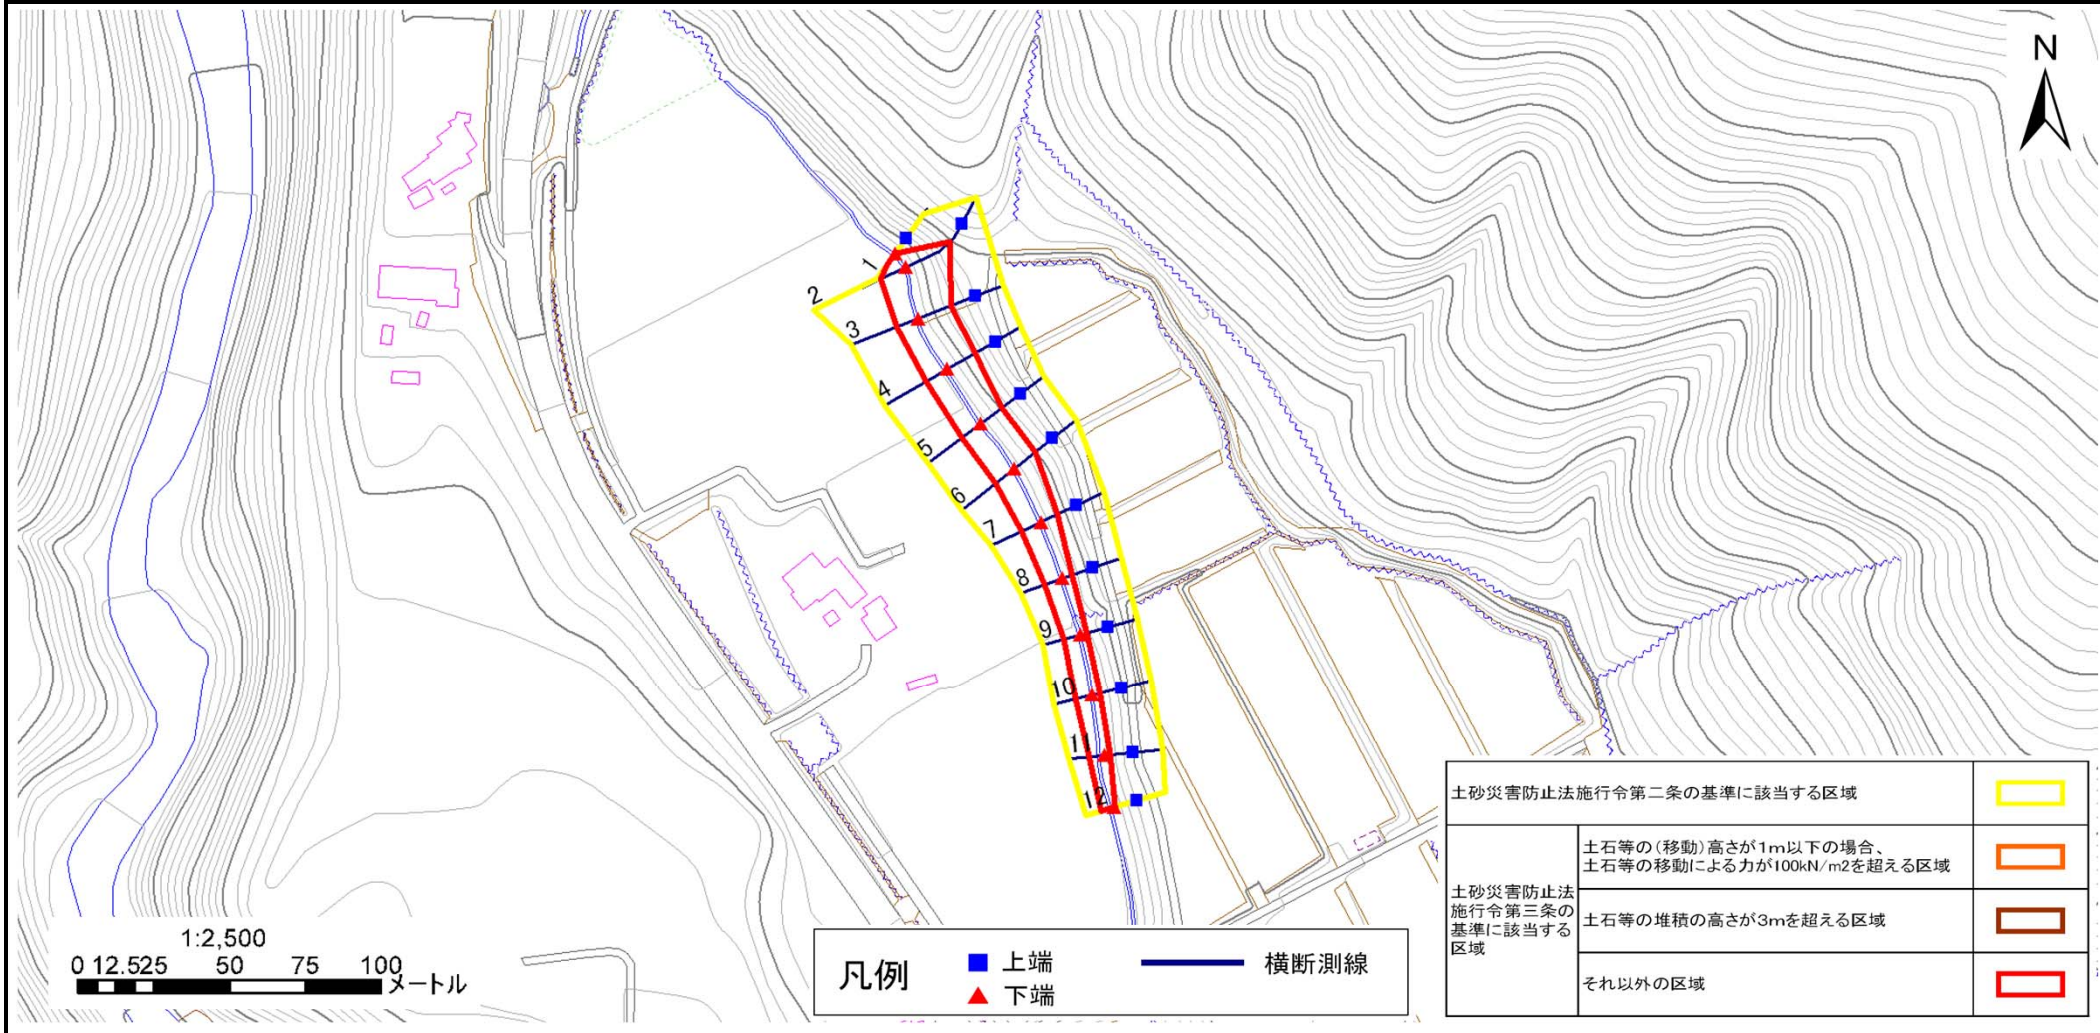 N
1
2
3
4
5
6
7
8
9
10
11
12
1:2,500
0 12.525 50 75 100
メートル
凡例
上端
下端
横断測線
土砂災害防止法施行令第二条の基準に該当する区域
土砂災害防止法
施行令第三条の
基準に該当する
区域
土石等の(移動)高さが1m以下の場合、
土石等の移動による力が100kN/m2を超える区域
土石等の堆積の高さが3mを超える区域
それ以外の区域